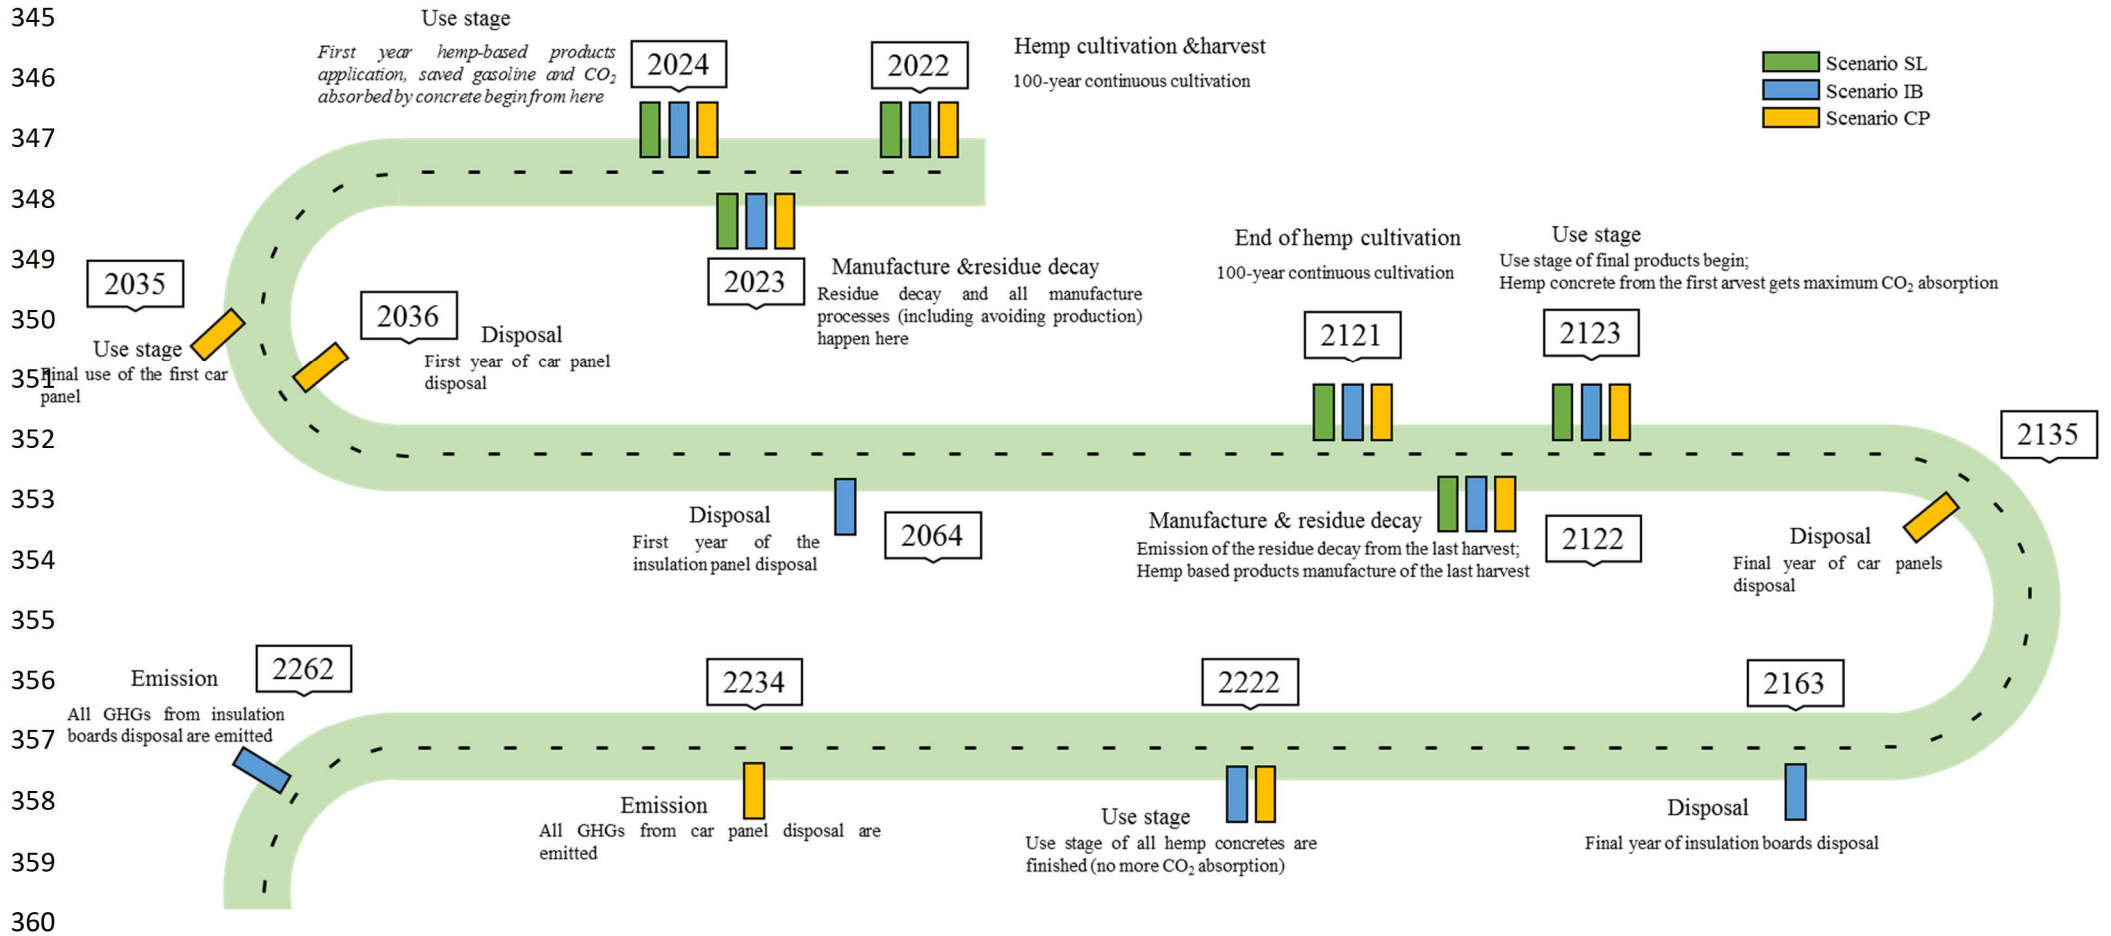 345
346
347
348
349
350
351
352
353
354
355
356
357
358
359
360
Use stage
First year hemp-based products
application, saved gasoline and CO₂
absorbed by concrete begin from here
2024
2022
Hemp cultivation &harvest
100-year continuous cultivation
Scenario SL
Scenario IB
Scenario CP
2023
Manufacture &residue decay
Residue decay and all manufacture
processes (including avoiding production)
happen here
2035
Use stage
Final use of the first car
panel
2036
Disposal
First year of car panel
disposal
End of hemp cultivation
100-year continuous cultivation
2121
Use stage
Use stage of final products begin;
Hemp concrete from the first arvest gets maximum CO₂ absorption
2123
2135
Disposal
First year of the
insulation panel disposal
2064
Manufacture & residue decay
Emission of the residue decay from the last harvest;
Hemp based products manufacture of the last harvest
2122
Disposal
Final year of car panels
disposal
Emission
All GHGs from insulation
boards disposal are emitted
2262
2234
Emission
All GHGs from car panel disposal are
emitted
2222
Use stage
Use stage of all hemp concretes are
finished (no more CO₂ absorption)
2163
Disposal
Final year of insulation boards disposal